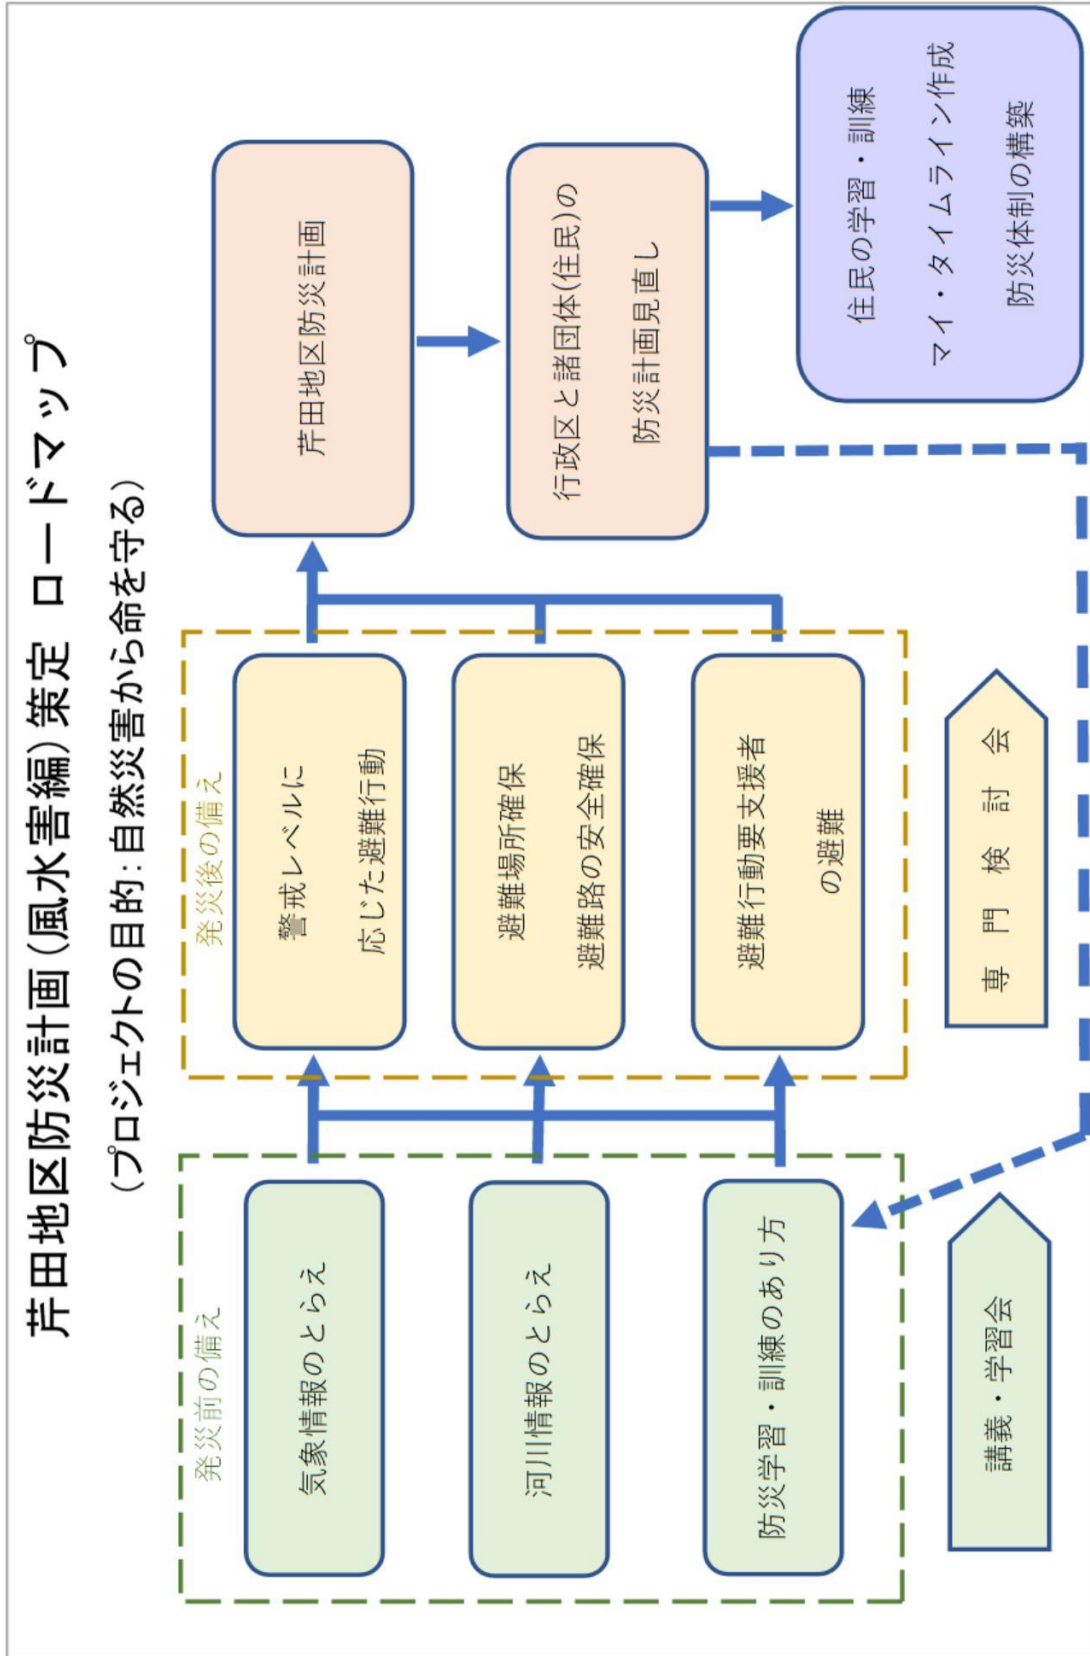 芹田地区防災計画(風水害編)策定 ロードマップ
(プロジェクトの目的:自然災害から命を守る)
発災前の備え
気象情報のとらえ
河川情報のとらえ
防災学習・訓練のあり方
講義・学習会
発災後の備え
警戒レベルに
応じた避難行動
避難場所確保
避難路の安全確保
避難行動要支援者
の避難
専門検討会
芹田地区防災計画
行政区と諸団体(住民)の
防災計画見直し
住民の学習・訓練
マイ・タイムライン作成
防災体制の構築